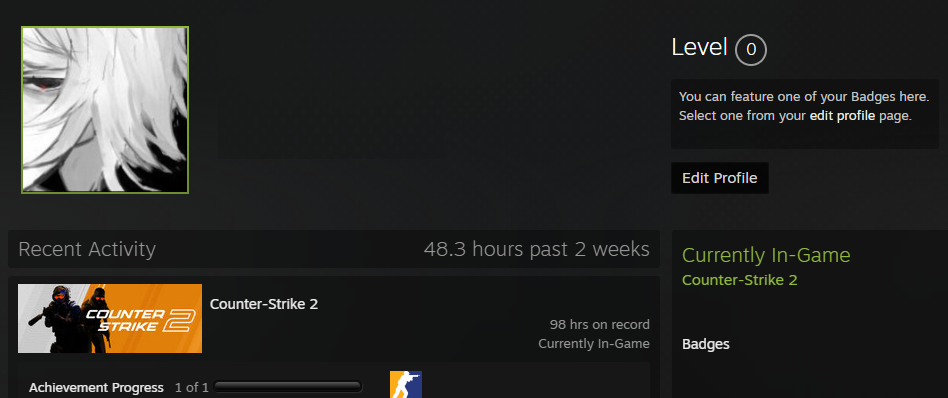 Level 0
You can feature one of your Badges here.
Select one from your edit profile page.
Edit Profile
Recent Activity
48.3 hours past 2 weeks
Currently In-Game
Counter-Strike 2
COUNTER
STRIKE 2
Counter-Strike 2
98 hrs on record
Currently In-Game
Badges
Achievement Progress 1 of 1